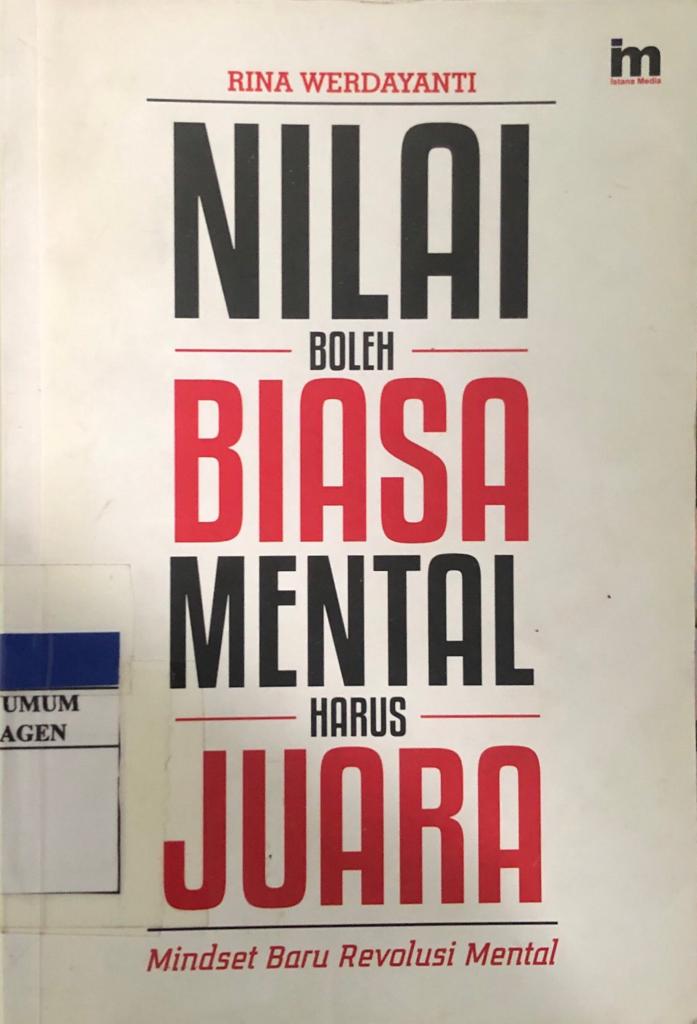 RINA WERDAYANTI
im
Istana Media
NILAI
BOLEH
BIASA
MENTAL
HARUS
JUARA
Mindset Baru Revolusi Mental
UMUM
AGEN